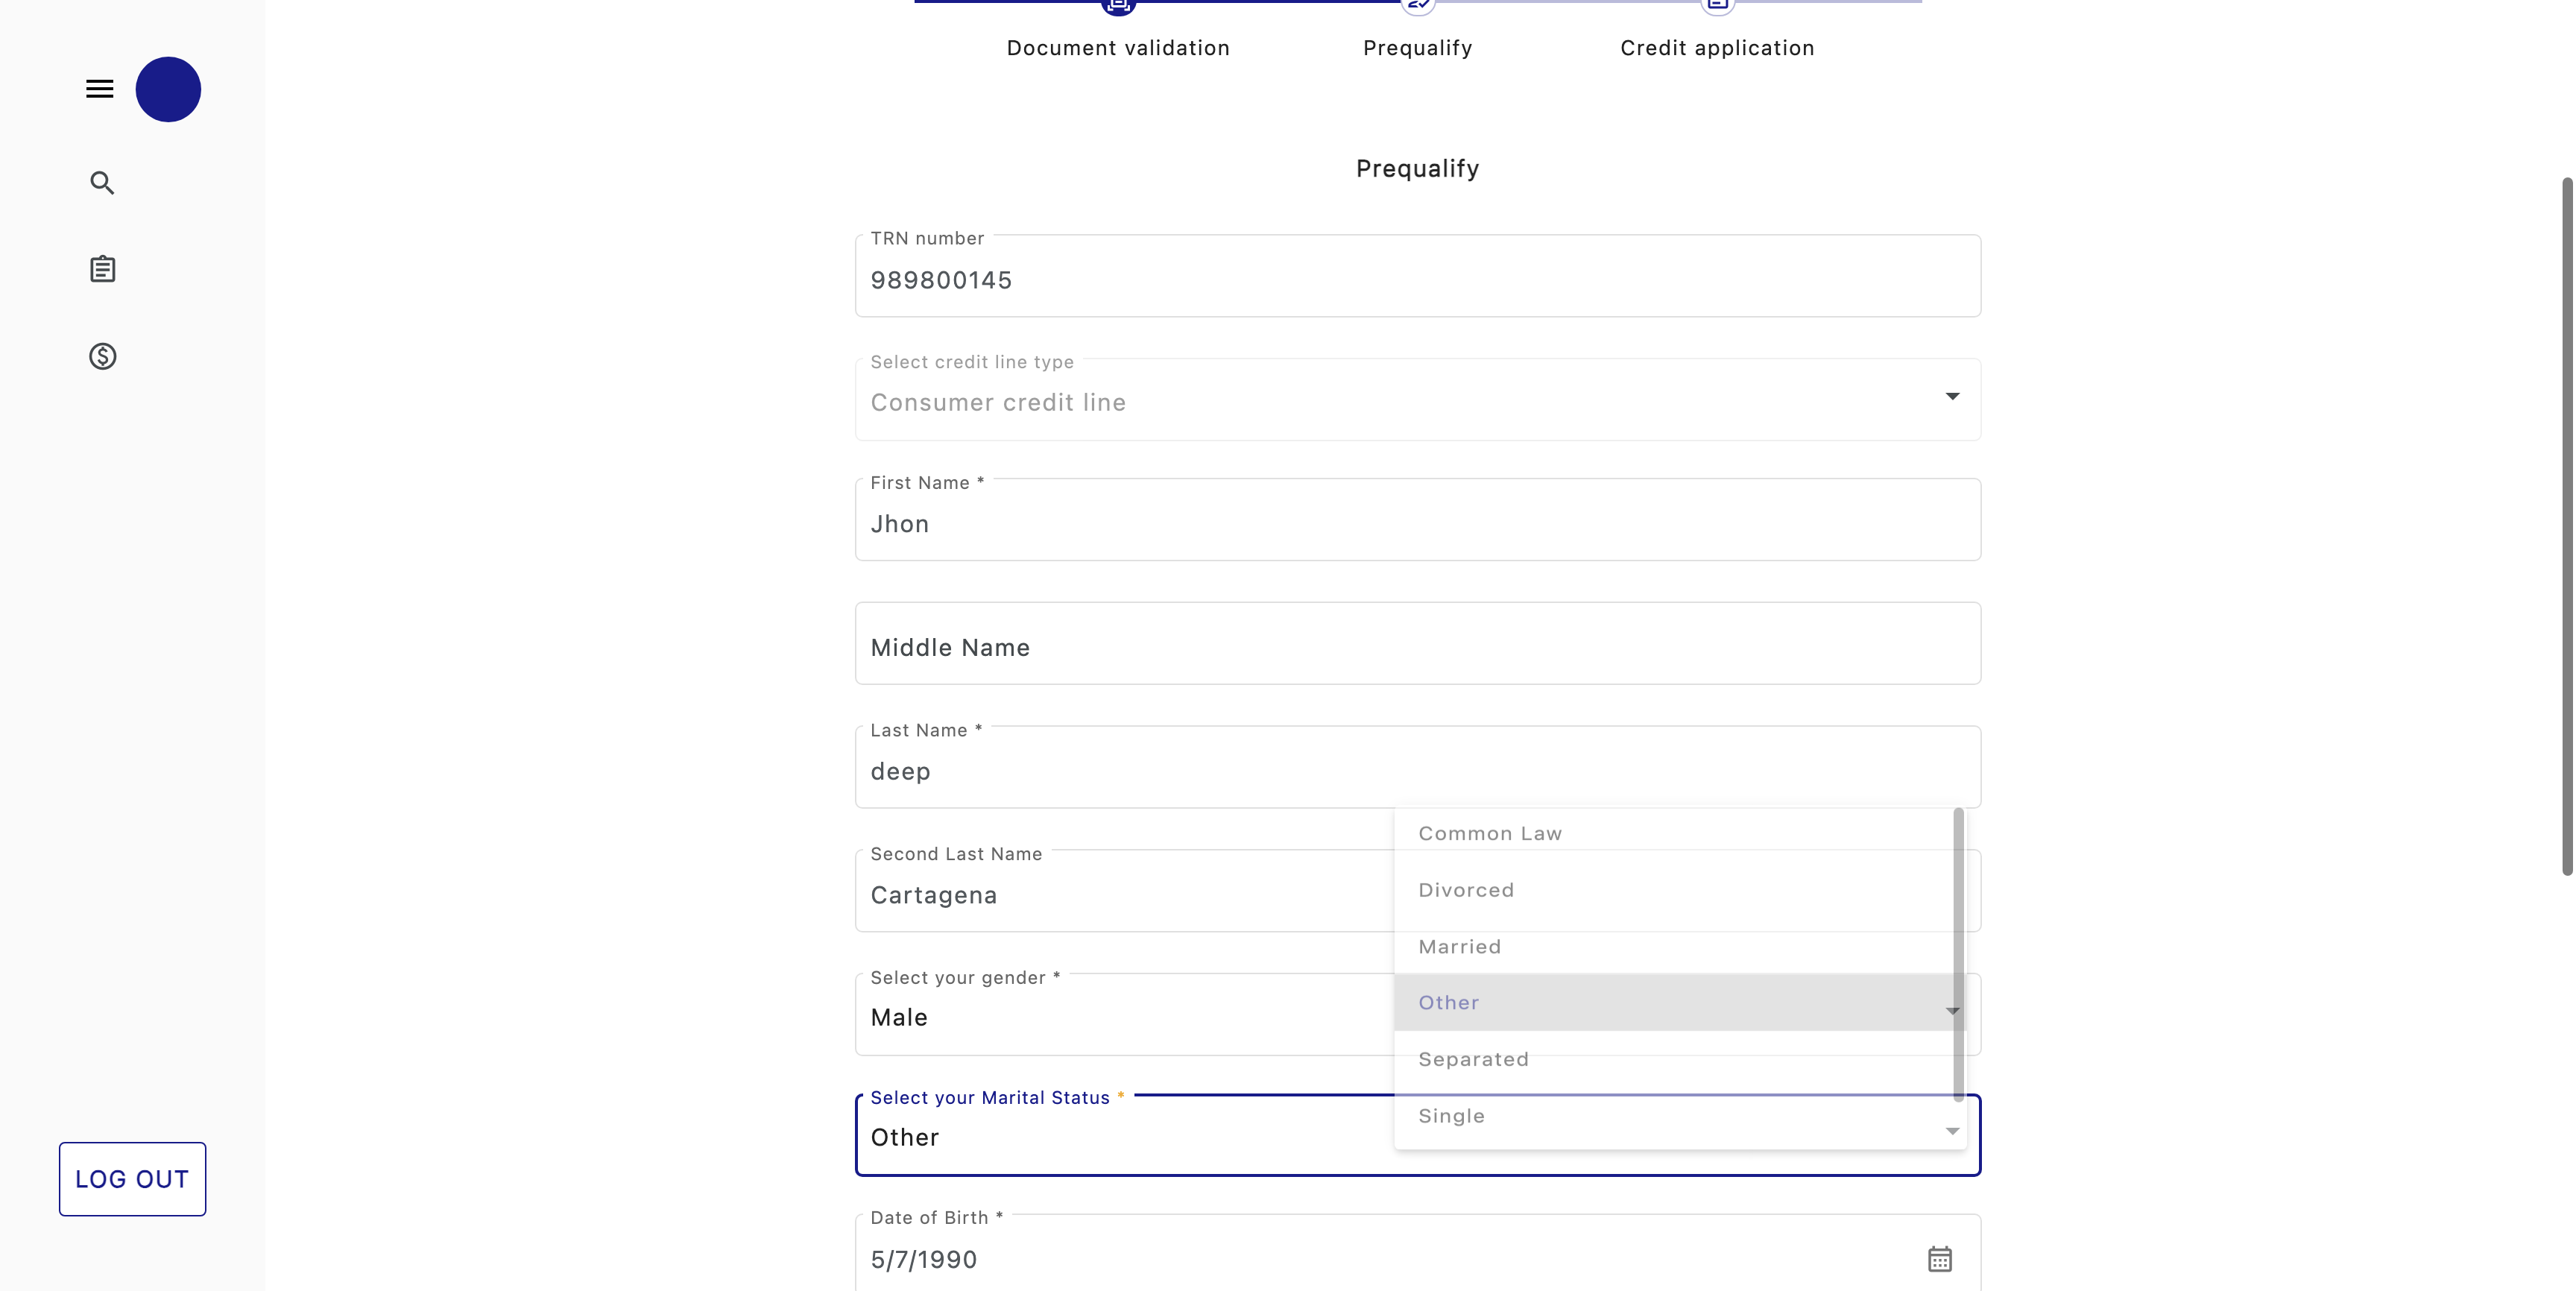 Document validation
Prequalify
Credit application
Prequalify
TRN number
989800145
Select credit line type
Consumer credit line
First Name *
Jhon
Middle Name
Last Name *
deep
Second Last Name
Cartagena
Select your gender *
Male
Common Law
Divorced
Married
Other
Separated
Single
Select your Marital Status *
Other
Date of Birth *
5/7/1990
LOG OUT